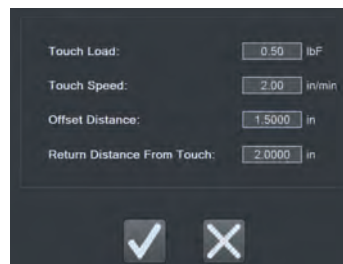 Touch Load: 0.50 lbF
Touch Speed: 2.00 in/min
Offset Distance: 1.5000 in
Return Distance From Touch: 2.0000 in